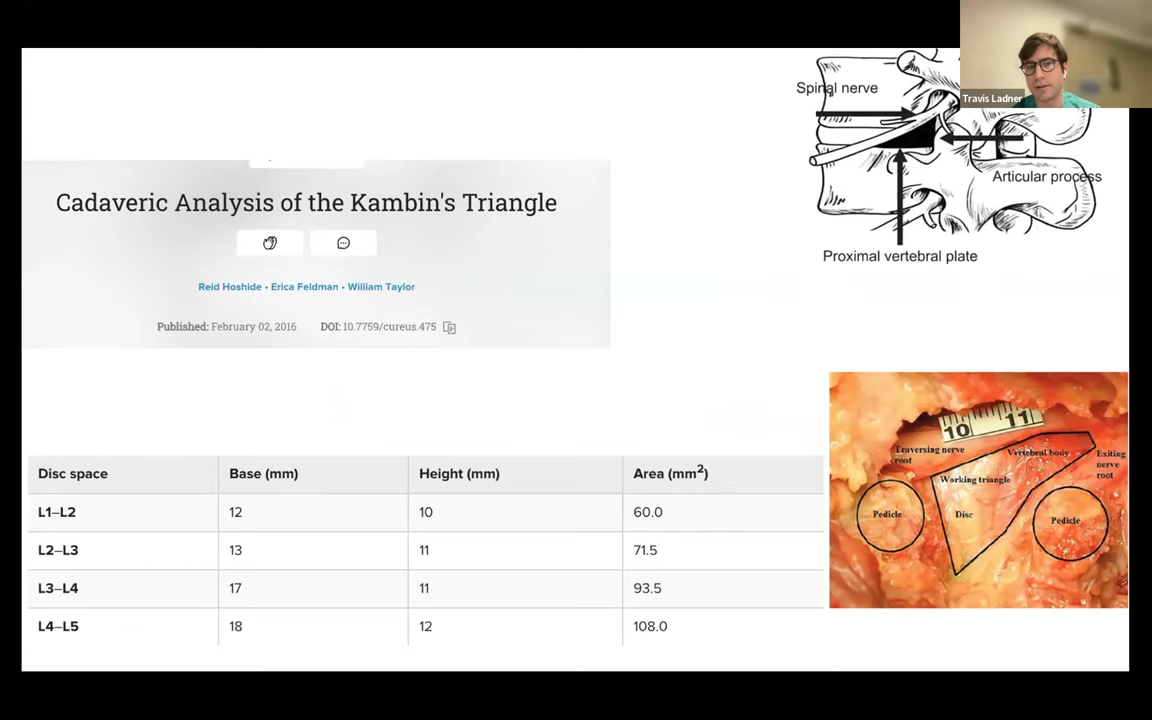 Travis Ladner
Spinal nerve
Articular process
Proximal vertebral plate
Cadaveric Analysis of the Kambin's Triangle
Reid Hoshide • Erica Feldman • William Taylor
Published: February 02, 2016 DOI: 10.7759/cureus.475
10 11
Traversing nerve
root
Vertebral body
Exiting
nerve
root
Working triangle
Pedicle
Disc
Pedicle
Disc space Base (mm) Height (mm) Area (mm²)
L1–L2 12 10 60.0
L2–L3 13 11 71.5
L3–L4 17 11 93.5
L4–L5 18 12 108.0